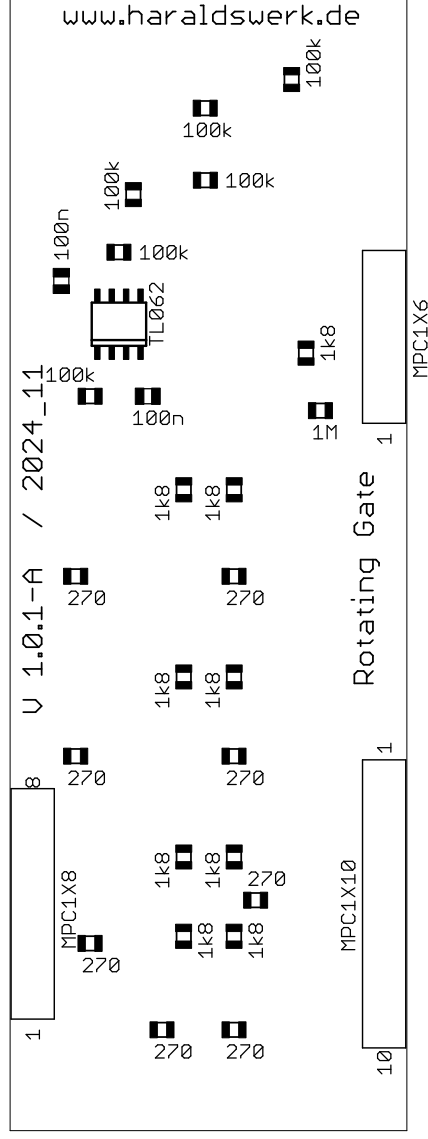 www.haraldswerk.de
100k
100k
100k
100k
100n
100k
TL062
MPC1X6
1k8
100k
100n
1M
1
V 1.0.1-A / 2024_11
Rotating Gate
1k8
1k8
270
270
1k8
1k8
1
270
270
8
1k8
1k8
270
MPC1X8
MPC1X10
1k8
1k8
270
1
270
270
10